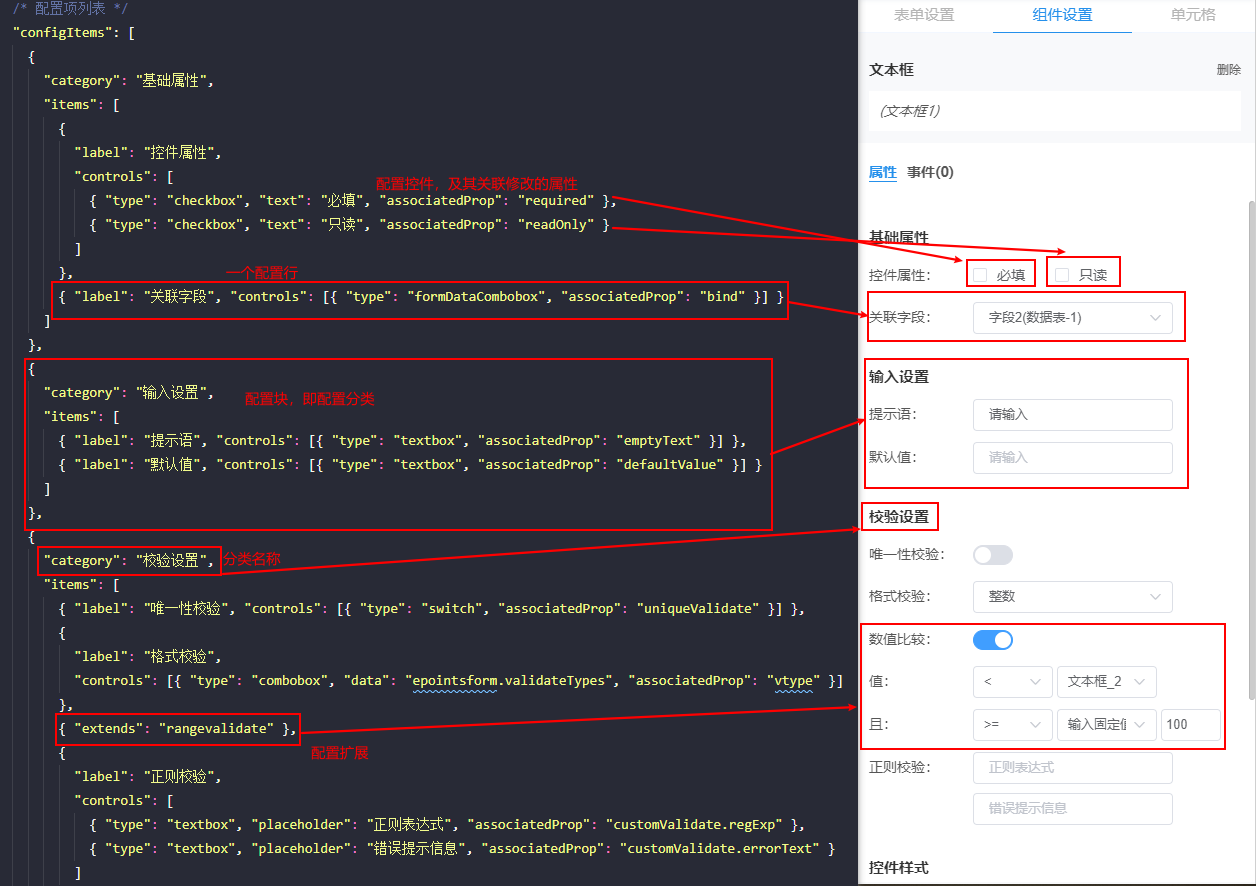 /* 配置项列表 */
"configItems": [
{
"category": "基础属性",
"items": [
{
"label": "控件属性",
"controls": [
配置控件，及其关联修改的属性
{ "type": "checkbox", "text": "必填", "associatedProp": "required" },
{ "type": "checkbox", "text": "只读", "associatedProp": "readOnly" }
]
},
一个配置行
{ "label": "关联字段", "controls": [{ "type": "formDataCombobox", "associatedProp": "bind" }] }
]
},
{
"category": "输入设置",
配置块，即配置分类
"items": [
{ "label": "提示语", "controls": [{ "type": "textbox", "associatedProp": "emptyText" }] },
{ "label": "默认值", "controls": [{ "type": "textbox", "associatedProp": "defaultValue" }] }
]
},
{
"category": "校验设置",
分类名称
"items": [
{ "label": "唯一性校验", "controls": [{ "type": "switch", "associatedProp": "uniqueValidate" }] },
{
"label": "格式校验",
"controls": [{ "type": "combobox", "data": "epointsform.validateTypes", "associatedProp": "vtype" }]
},
{ "extends": "rangevalidate" },
配置扩展
{
"label": "正则校验",
"controls": [
{ "type": "textbox", "placeholder": "正则表达式", "associatedProp": "customValidate.regExp" },
{ "type": "textbox", "placeholder": "错误提示信息", "associatedProp": "customValidate.errorText" }
]
表单设置 组件设置 单元格
文本框 删除
(文本框1)
属性 事件(0)
基础属性
控件属性: 必填 只读
关联字段: 字段2(数据表-1)
输入设置
提示语: 请输入
默认值: 请输入
校验设置
唯一性校验:
格式校验: 整数
数值比较:
值: < 文本框_2
且: >= 输入固定值 100
正则校验: 正则表达式
错误提示信息
控件样式